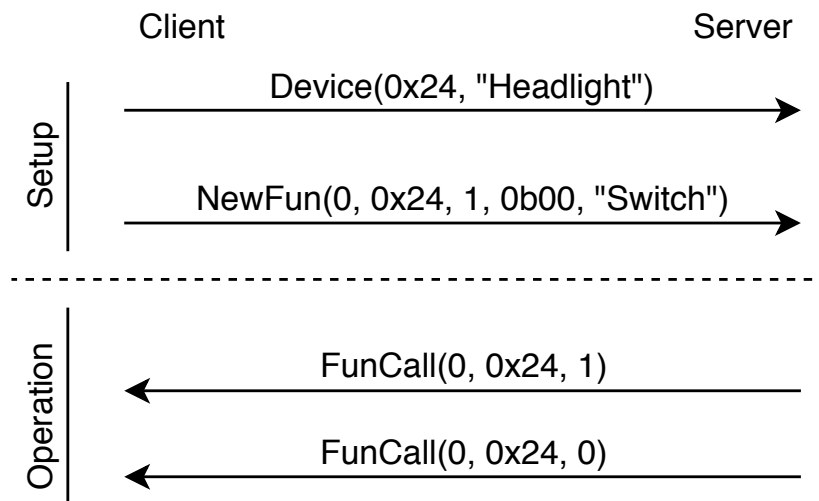 Client Server
Setup
Device(0x24, "Headlight")
NewFun(0, 0x24, 1, 0b00, "Switch")
Operation
FunCall(0, 0x24, 1)
FunCall(0, 0x24, 0)